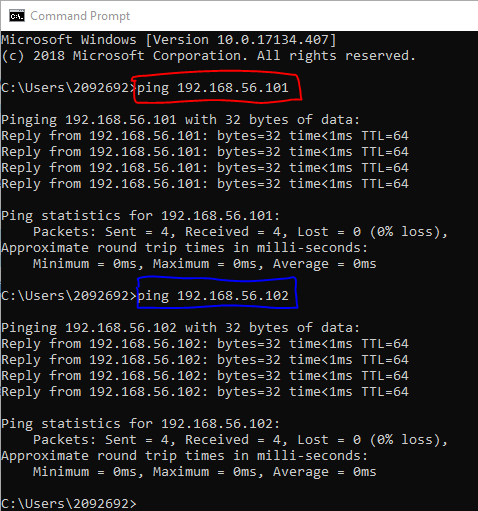 Command Prompt
Microsoft Windows [Version 10.0.17134.407]
(c) 2018 Microsoft Corporation. All rights reserved.
C:\Users\2092692>ping 192.168.56.101
Pinging 192.168.56.101 with 32 bytes of data:
Reply from 192.168.56.101: bytes=32 time<1ms TTL=64
Reply from 192.168.56.101: bytes=32 time<1ms TTL=64
Reply from 192.168.56.101: bytes=32 time<1ms TTL=64
Reply from 192.168.56.101: bytes=32 time<1ms TTL=64
Ping statistics for 192.168.56.101:
    Packets: Sent = 4, Received = 4, Lost = 0 (0% loss),
Approximate round trip times in milli-seconds:
    Minimum = 0ms, Maximum = 0ms, Average = 0ms
C:\Users\2092692>ping 192.168.56.102
Pinging 192.168.56.102 with 32 bytes of data:
Reply from 192.168.56.102: bytes=32 time<1ms TTL=64
Reply from 192.168.56.102: bytes=32 time<1ms TTL=64
Reply from 192.168.56.102: bytes=32 time<1ms TTL=64
Reply from 192.168.56.102: bytes=32 time<1ms TTL=64
Ping statistics for 192.168.56.102:
    Packets: Sent = 4, Received = 4, Lost = 0 (0% loss),
Approximate round trip times in milli-seconds:
    Minimum = 0ms, Maximum = 0ms, Average = 0ms
C:\Users\2092692>